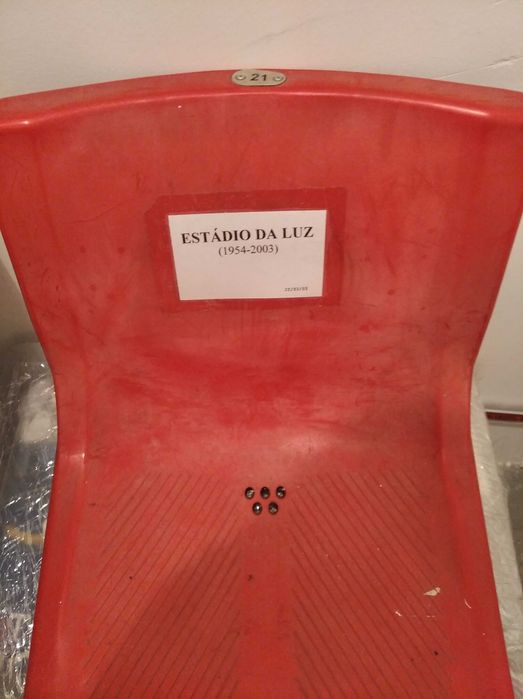 21
ESTÁDIO DA LUZ
(1954-2003)